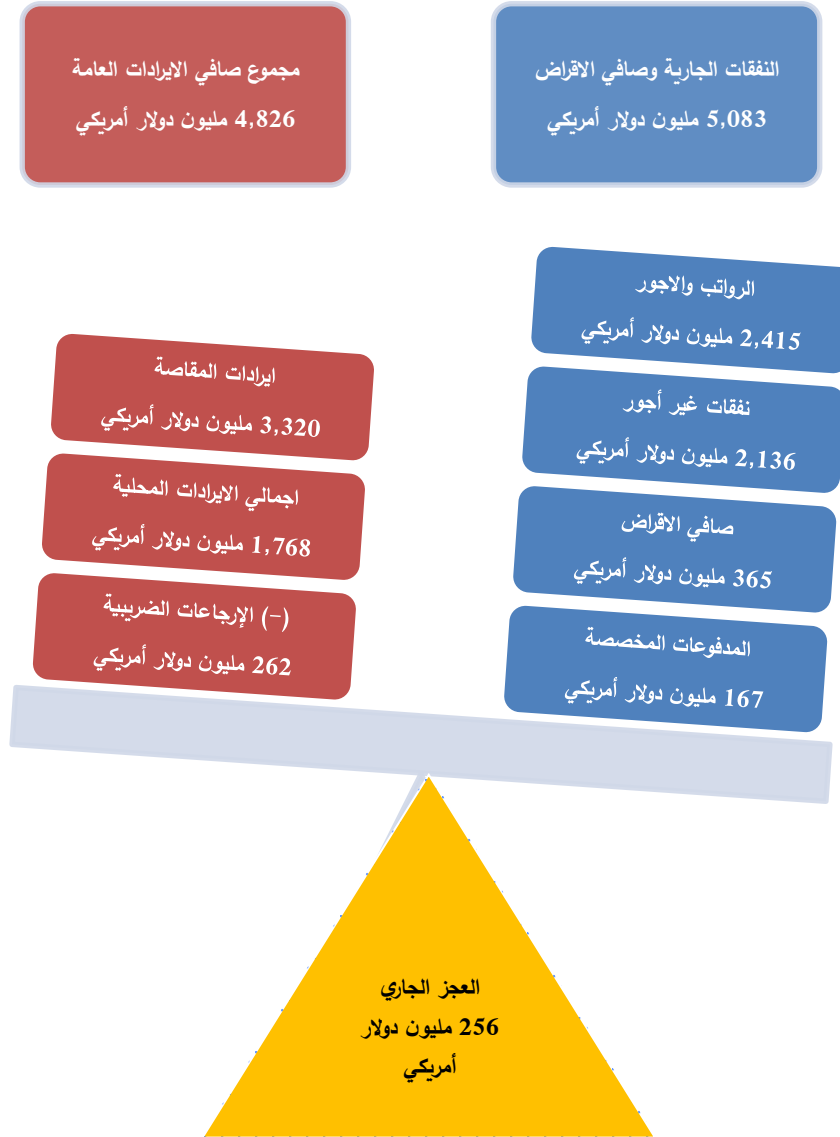 النفقات الجارية وصافي الاقراض
5,083 مليون دولار أمريكي
مجموع صافي الايرادات العامة
4,826 مليون دولار أمريكي
الرواتب والاجور
2,415 مليون دولار أمريكي
نفقات غير أجور
2,136 مليون دولار أمريكي
صافي الاقراض
365 مليون دولار أمريكي
المدفوعات المخصصة
167 مليون دولار أمريكي
ايرادات المقاصة
3,320 مليون دولار أمريكي
اجمالي الايرادات المحلية
1,768 مليون دولار أمريكي
(-) الإرجاعات الضريبية
262 مليون دولار أمريكي
العجز الجاري
256 مليون دولار
أمريكي